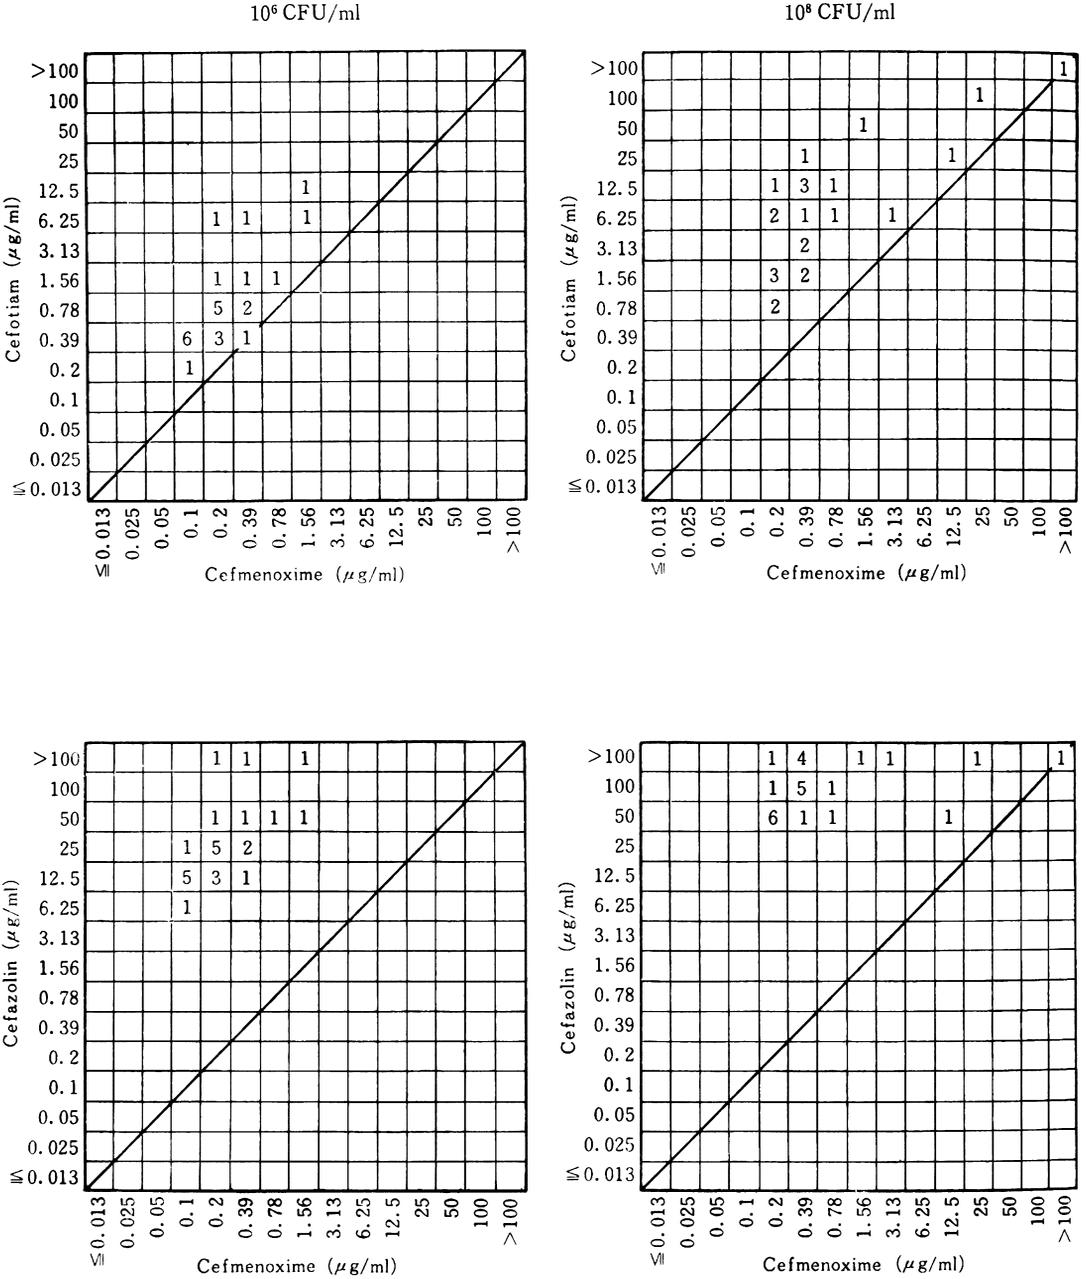 10⁶ CFU/ml
>100
100
50
25
12.5 1
6.25 1 1 1
3.13
1.56 1 1 1
0.78 5 2
0.39 6 3 1
0.2 1
0.1
0.05
0.025
≦0.013
Cefotiam (μg/ml)
≦0.013 0.025 0.05 0.1 0.2 0.39 0.78 1.56 3.13 6.25 12.5 25 50 100 >100
Cefmenoxime (μg/ml)
10⁸ CFU/ml
>100 1
100 1
50 1
25 1 1
12.5 1 3 1
6.25 2 1 1 1
3.13 2
1.56 3 2
0.78 2
0.39
0.2
0.1
0.05
0.025
≦0.013
Cefotiam (μg/ml)
≦0.013 0.025 0.05 0.1 0.2 0.39 0.78 1.56 3.13 6.25 12.5 25 50 100 >100
Cefmenoxime (μg/ml)
>100 1 1 1
100
50 1 1 1 1
25 1 5 2
12.5 5 3 1
6.25 1
3.13
1.56
0.78
0.39
0.2
0.1
0.05
0.025
≦0.013
Cefazolin (μg/ml)
≦0.013 0.025 0.05 0.1 0.2 0.39 0.78 1.56 3.13 6.25 12.5 25 50 100 >100
Cefmenoxime (μg/ml)
>100 1 4 1 1 1 1
100 1 5 1
50 6 1 1 1
25
12.5
6.25
3.13
1.56
0.78
0.39
0.2
0.1
0.05
0.025
≦0.013
Cefazolin (μg/ml)
≦0.013 0.025 0.05 0.1 0.2 0.39 0.78 1.56 3.13 6.25 12.5 25 50 100 >100
Cefmenoxime (μg/ml)